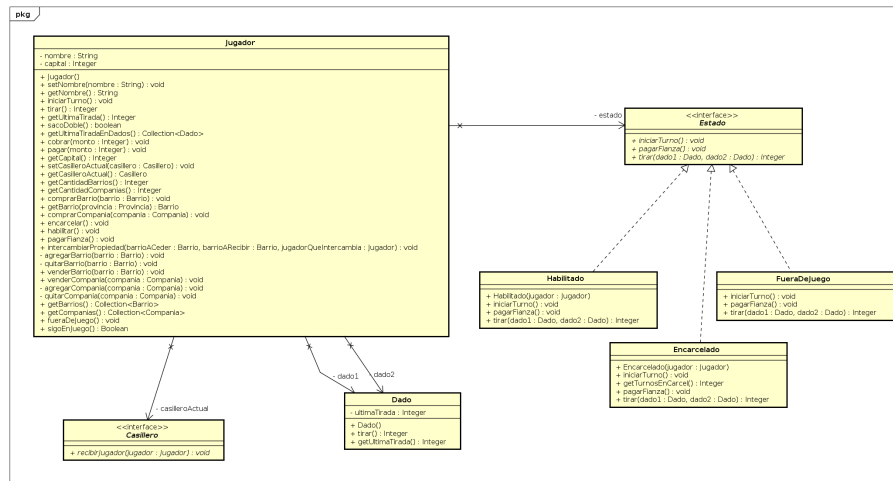 pkg
Jugador
- nombre : String
- capital : Integer
+ Jugador()
+ setNombre(nombre : String) : void
+ getNombre() : String
+ iniciarTurno() : void
+ tirar() : Integer
+ getUltimaTirada() : Integer
+ sacoDoble() : boolean
+ getUltimaTiradaEnDados() : Collection<Dado>
+ cobrar(monto : Integer) : void
+ pagar(monto : Integer) : void
+ getCapital() : Integer
+ setCasilleroActual(casillero : Casillero) : void
+ getCasilleroActual() : Casillero
+ getCantidadBarrios() : Integer
+ getCantidadCompanias() : Integer
+ comprarBarrio(barrio : Barrio) : void
+ getBarrio(provincia : Provincia) : Barrio
+ comprarCompania(compania : Compania) : void
+ encarcelar() : void
+ habilitar() : void
+ pagarFianza() : void
+ intercambiarPropiedad(barrioACeder : Barrio, barrioARecibir : Barrio, jugadorQueIntercambia : Jugador) : void
- agregarBarrio(barrio : Barrio) : void
- quitarBarrio(barrio : Barrio) : void
+ venderBarrio(barrio : Barrio) : void
+ venderCompania(compania : Compania) : void
- agregarCompania(compania : Compania) : void
- quitarCompania(compania : Compania) : void
+ getBarrios() : Collection<Barrio>
+ getCompanias() : Collection<Compania>
+ fueraDeJuego() : void
+ sigoEnJuego() : Boolean
- estado
<<interface>>
Estado
+ iniciarTurno() : void
+ pagarFianza() : void
+ tirar(dado1 : Dado, dado2 : Dado) : Integer
Habilitado
+ Habilitado(jugador : Jugador)
+ iniciarTurno() : void
+ pagarFianza() : void
+ tirar(dado1 : Dado, dado2 : Dado) : Integer
FueraDeJuego
+ iniciarTurno() : void
+ pagarFianza() : void
+ tirar(dado1 : Dado, dado2 : Dado) : Integer
Encarcelado
+ Encarcelado(jugador : Jugador)
+ iniciarTurno() : void
+ getTurnosEnCarcel() : Integer
+ pagarFianza() : void
+ tirar(dado1 : Dado, dado2 : Dado) : Integer
- dado1
- dado2
Dado
- ultimaTirada : Integer
+ Dado()
+ tirar() : Integer
+ getUltimaTirada() : Integer
- casilleroActual
<<interface>>
Casillero
+ recibirJugador(jugador : Jugador) : void